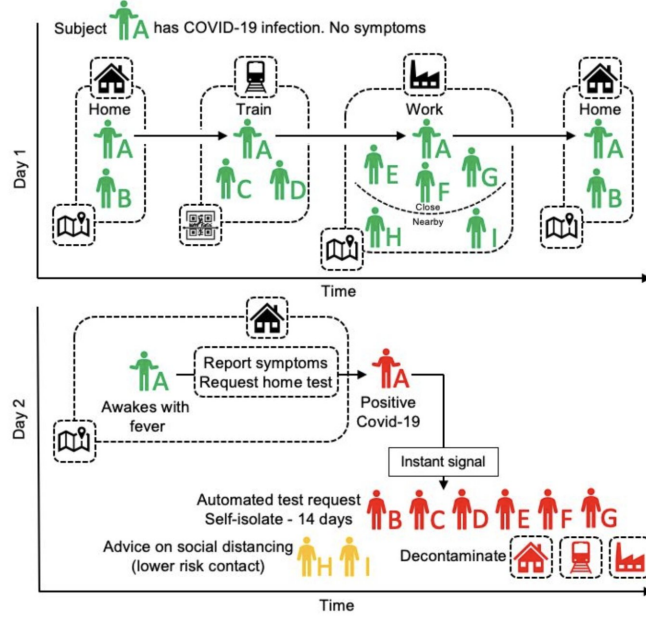 Subject A has COVID-19 infection. No symptoms
Home
Train
Work
Home
A
A
A
A
B
C
D
E
F
G
B
Close
Nearby
H
I
Day 1
Time
Report symptoms
Request home test
A
A
Awakes with
fever
Positive
Covid-19
Instant signal
Automated test request
Self-isolate - 14 days
B C D E F G
Advice on social distancing
(lower risk contact)
H I
Decontaminate
Day 2
Time